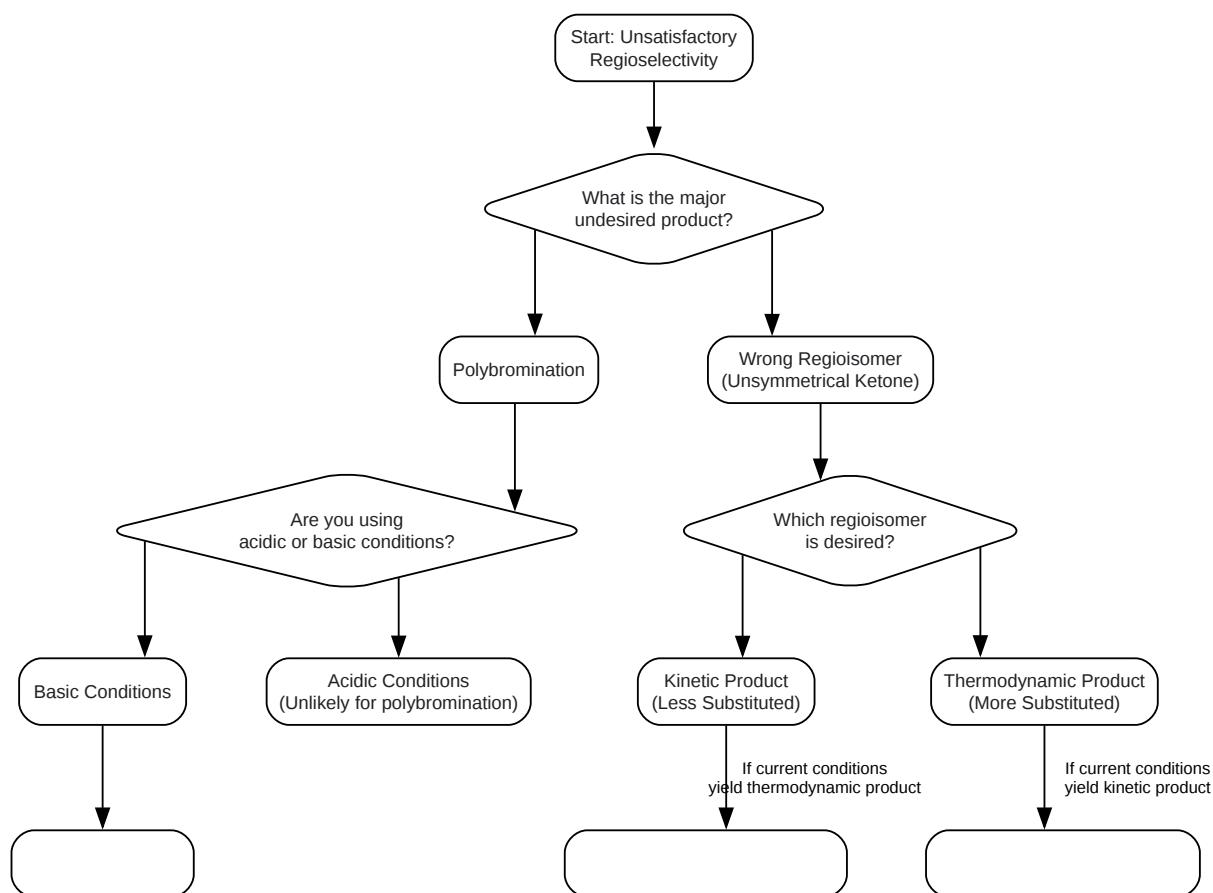 Start: Unsatisfactory
Regioselectivity
What is the major
undesired product?
Polybromination
Wrong Regioisomer
(Unsymmetrical Ketone)
Are you using
acidic or basic conditions?
Which regioisomer
is desired?
Basic Conditions
Acidic Conditions
(Unlikely for polybromination)
Kinetic Product
(Less Substituted)
Thermodynamic Product
(More Substituted)
If current conditions
yield thermodynamic product
If current conditions
yield kinetic product